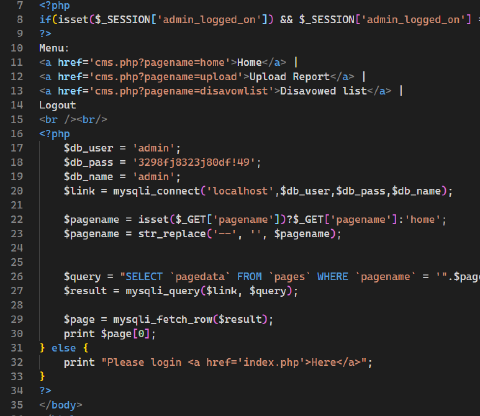 7 <?php
8 if(isset($_SESSION['admin_logged_on']) && $_SESSION['admin_logged_on'] =
9 ?>
10 Menu:
11 <a href='cms.php?pagename=home'>Home</a> |
12 <a href='cms.php?pagename=upload'>Upload Report</a> |
13 <a href='cms.php?pagename=disavowlist'>Disavowed list</a> |
14 Logout
15 <br /><br/>
16 <?php
17 $db_user = 'admin';
18 $db_pass = '3298fj8323j80df!49';
19 $db_name = 'admin';
20 $link = mysqli_connect('localhost',$db_user,$db_pass,$db_name);
21
22 $pagename = isset($_GET['pagename'])?$_GET['pagename']:'home';
23 $pagename = str_replace('--', '', $pagename);
24
25
26 $query = "SELECT `pagedata` FROM `pages` WHERE `pagename` = '".$page
27 $result = mysqli_query($link, $query);
28
29 $page = mysqli_fetch_row($result);
30 print $page[0];
31 } else {
32 print "Please login <a href='index.php'>Here</a>";
33 }
34 ?>
35 </body>